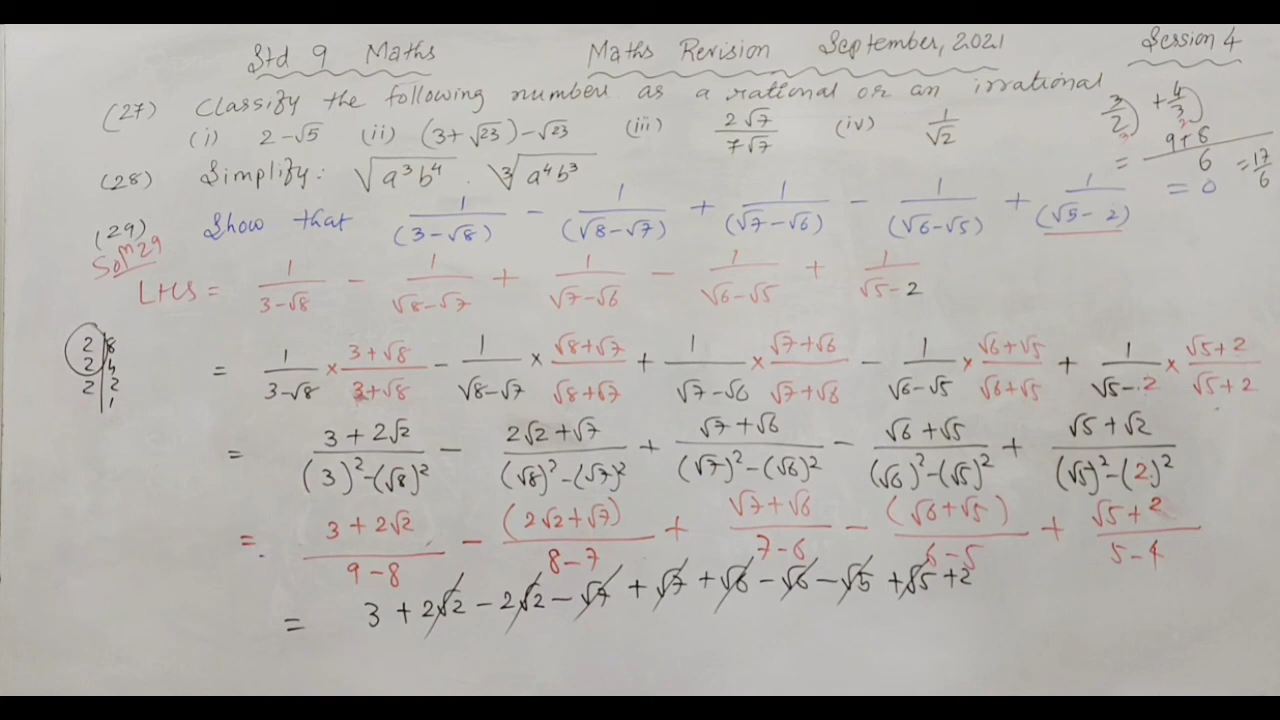 Std 9 Maths Maths Revision September, 2021 Session 4
(27) Classify the following number as a rational or an irrational
(i) 2-√5 (ii) (3+√23)-√23 (iii) 2√7/7√7 (iv) 1/√2
3/2) + 4/3)
= 9+8/6 = 17/6
(28) Simplify: √a³b⁴ . ∛a⁴b³
(29) Show that 1/(3-√8) - 1/(√8-√7) + 1/(√7-√6) - 1/(√6-√5) + 1/(√5-2) = 0
Solⁿ 29
LHS = 1/3-√8 - 1/√8-√7 + 1/√7-√6 - 1/√6-√5 + 1/√5-2
2|8
2|4
2|2
|1
= 1/3-√8 × 3+√8/3+√8 - 1/√8-√7 × √8+√7/√8+√7 + 1/√7-√6 × √7+√6/√7+√6 - 1/√6-√5 × √6+√5/√6+√5 + 1/√5-2 × √5+2/√5+2
= 3+2√2/(3)²-(√8)² - 2√2+√7/(√8)²-(√7)² + √7+√6/(√7)²-(√6)² - √6+√5/(√6)²-(√5)² + √5+√2/(√5)²-(2)²
= 3+2√2/9-8 - (2√2+√7)/8-7 + √7+√6/7-6 - (√6+√5)/6-5 + √5+2/5-4
= 3+2√2-2√2-√7+√7+√6-√6-√5+√5+2